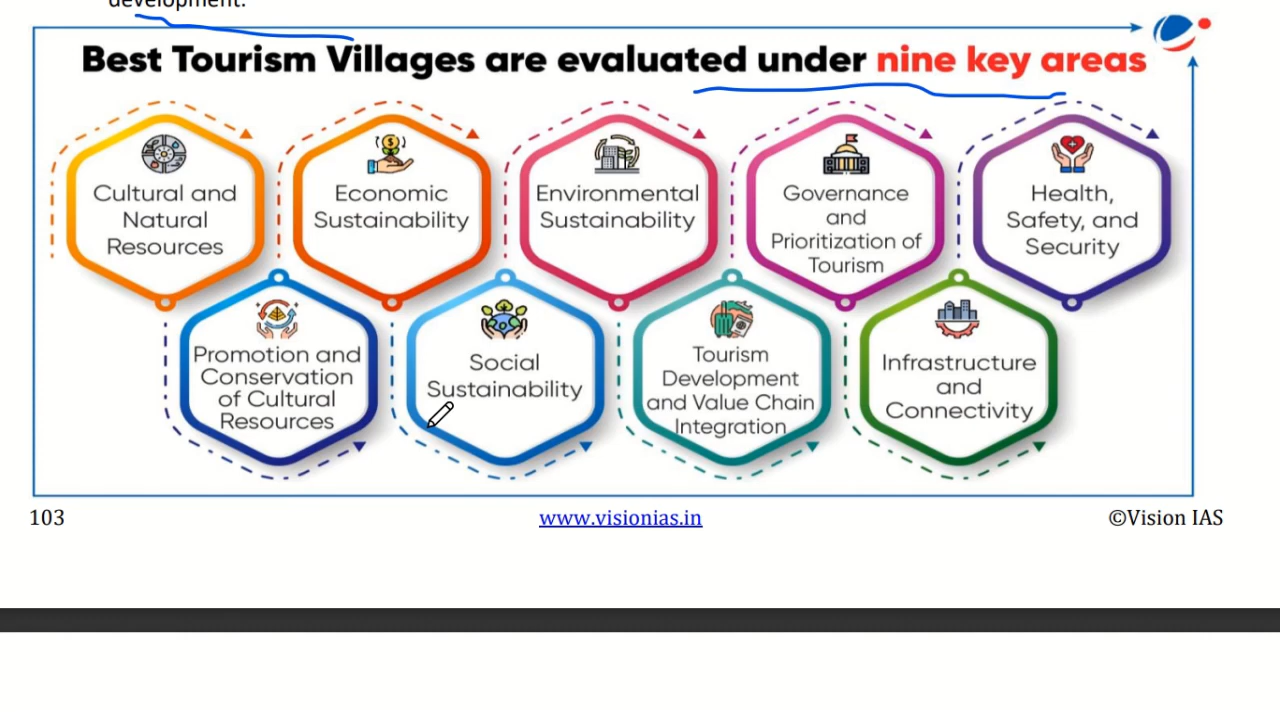 development.
Best Tourism Villages are evaluated under nine key areas
Cultural and
Natural
Resources
Economic
Sustainability
Environmental
Sustainability
Governance
and
Prioritization of
Tourism
Health,
Safety, and
Security
Promotion and
Conservation
of Cultural
Resources
Social
Sustainability
Tourism
Development
and Value Chain
Integration
Infrastructure
and
Connectivity
103
www.visionias.in
©Vision IAS